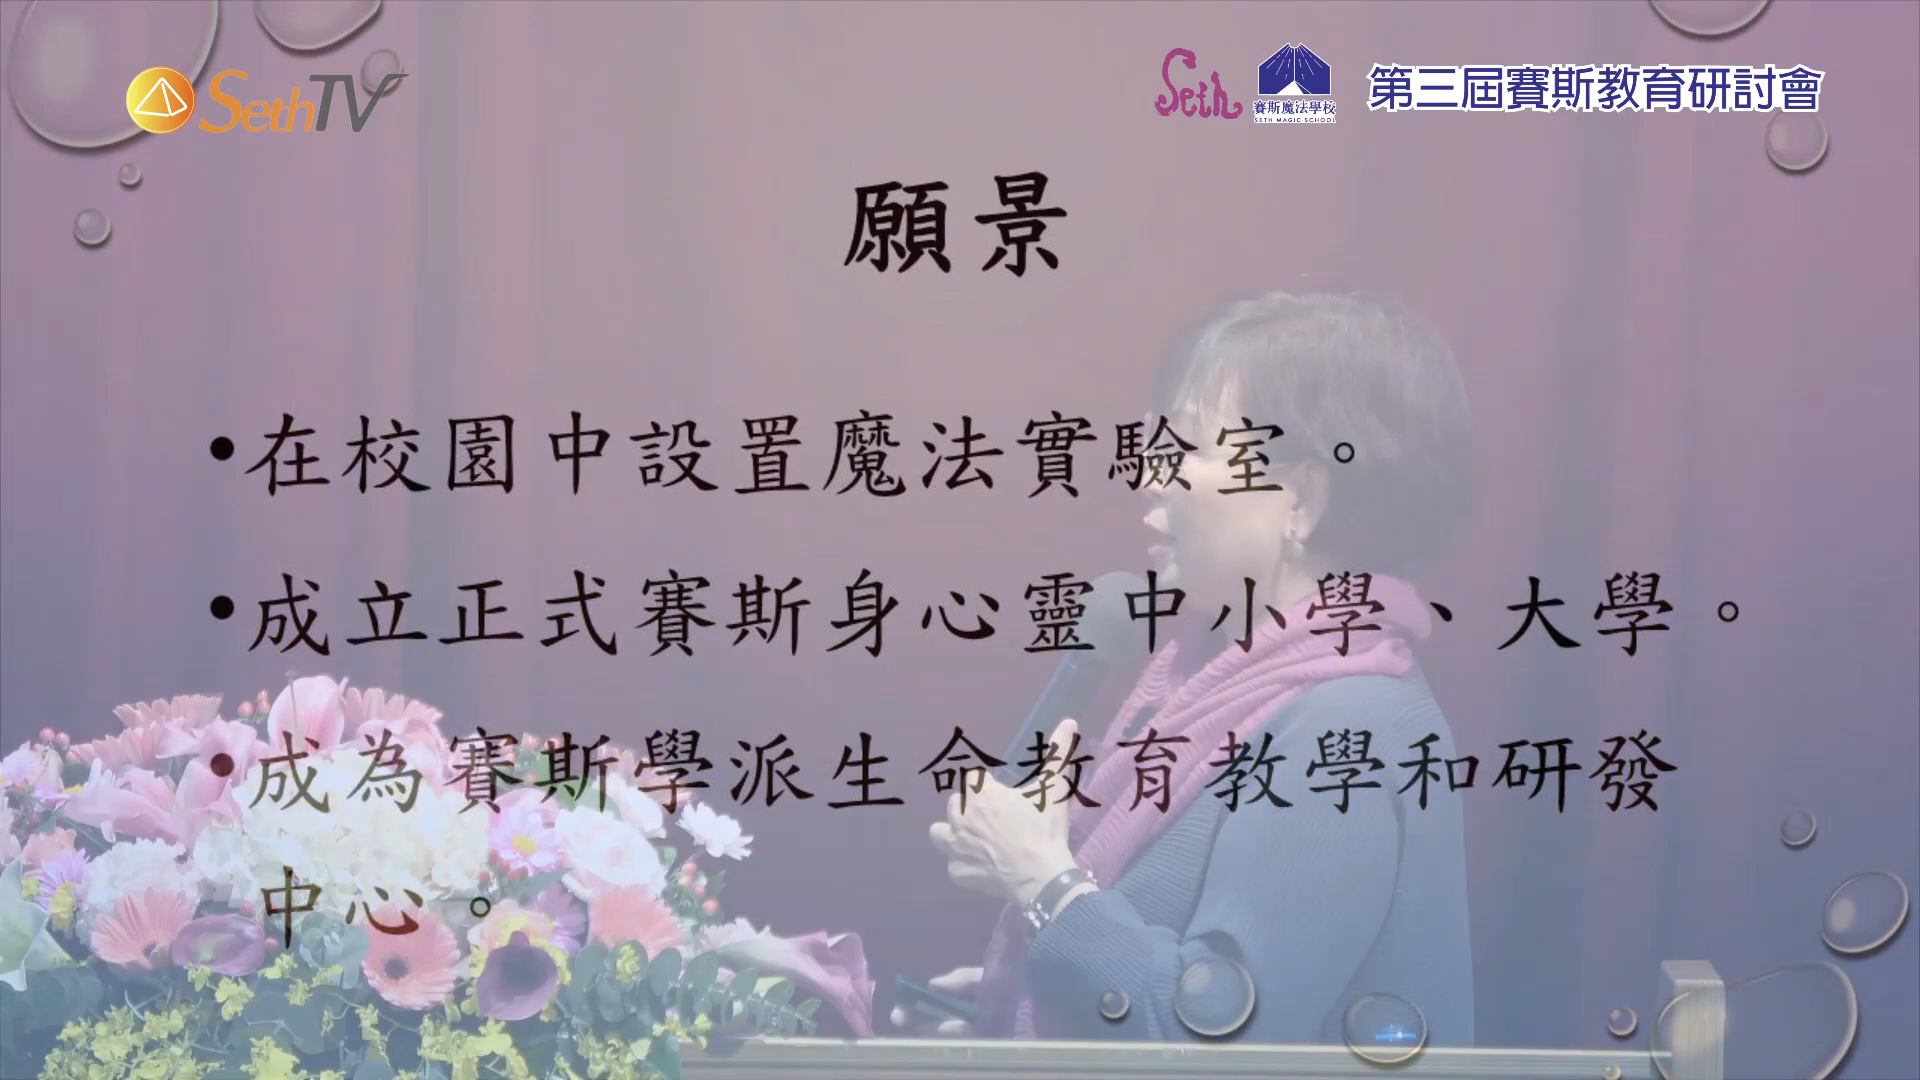 SethTV
Seth
賽斯魔法學校
SETH MAGIC SCHOOL
第三屆賽斯教育研討會
願景
•在校園中設置魔法實驗室。
•成立正式賽斯身心靈中小學、大學。
•成為賽斯學派生命教育教學和研發
中心。